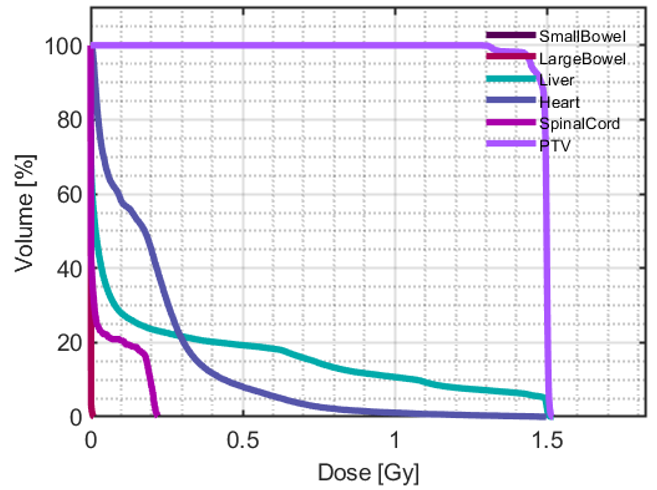 SmallBowel
LargeBowel
Liver
Heart
SpinalCord
PTV
100
80
60
40
20
0
Volume [%]
0
0.5
1
1.5
Dose [Gy]